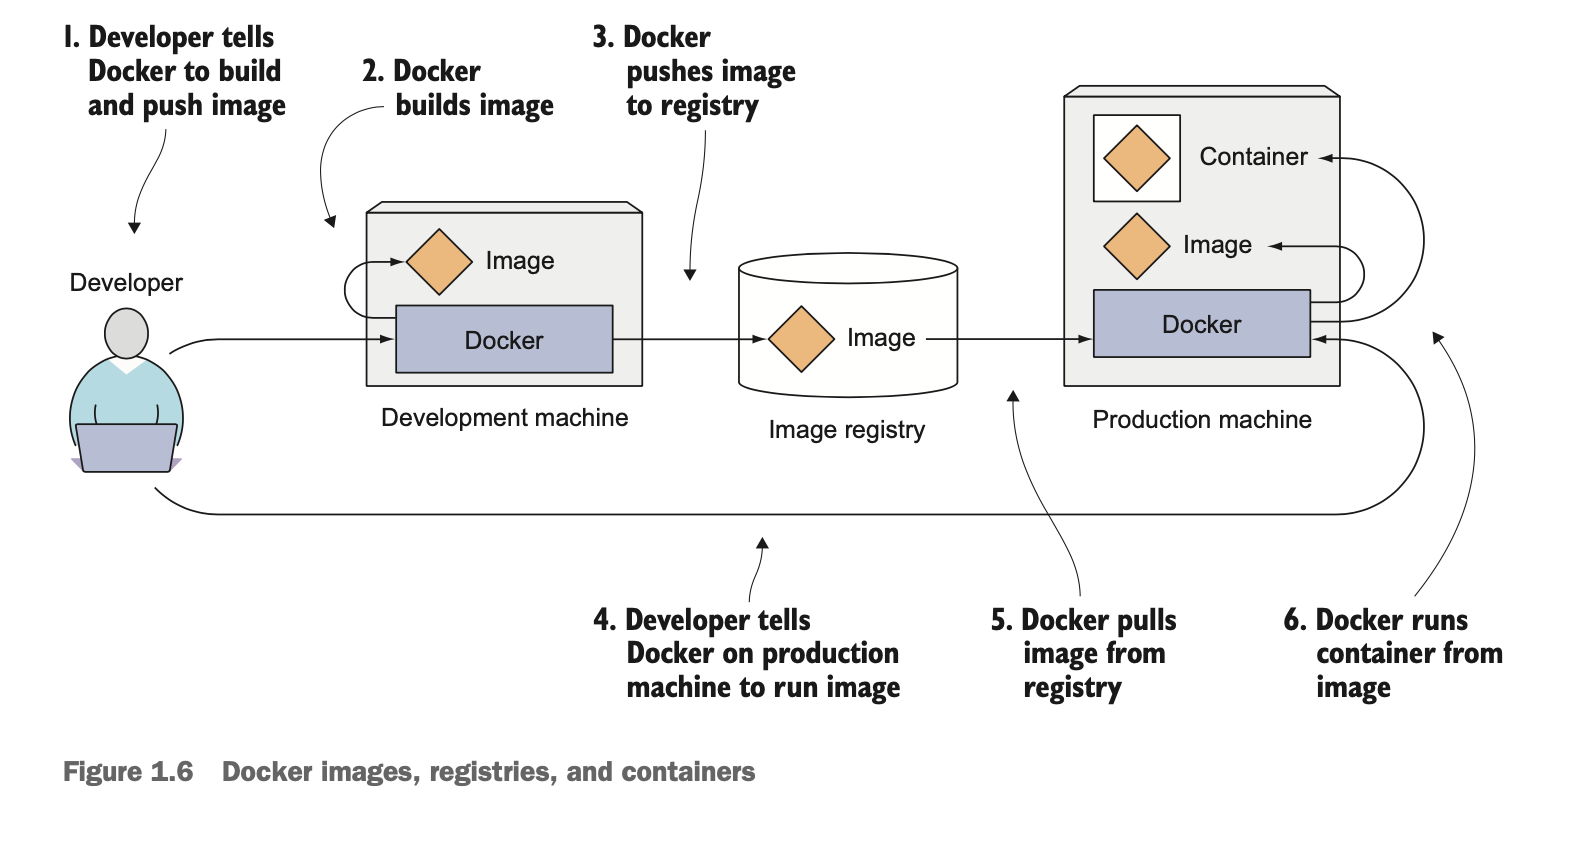 1. Developer tells
Docker to build
and push image
2. Docker
builds image
3. Docker
pushes image
to registry
Developer
Image
Docker
Development machine
Image
Image registry
Container
Image
Docker
Production machine
4. Developer tells
Docker on production
machine to run image
5. Docker pulls
image from
registry
6. Docker runs
container from
image
Figure 1.6 Docker images, registries, and containers